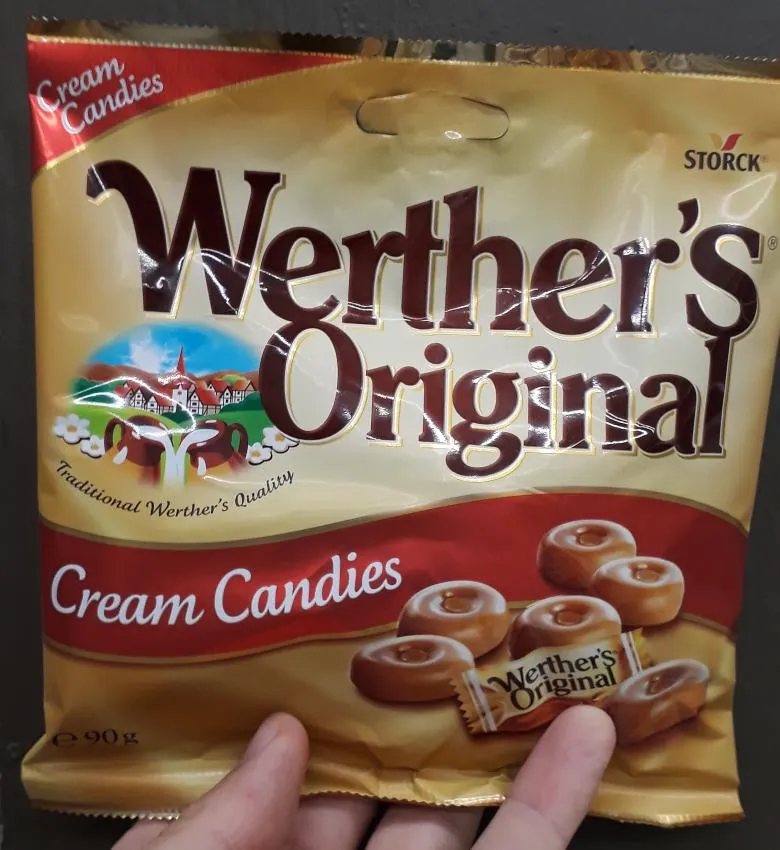 Cream
Candies
STORCK®
Werther's
Original
®
Traditional Werther's Quality
Cream Candies
Werther's
Original
e 90 g